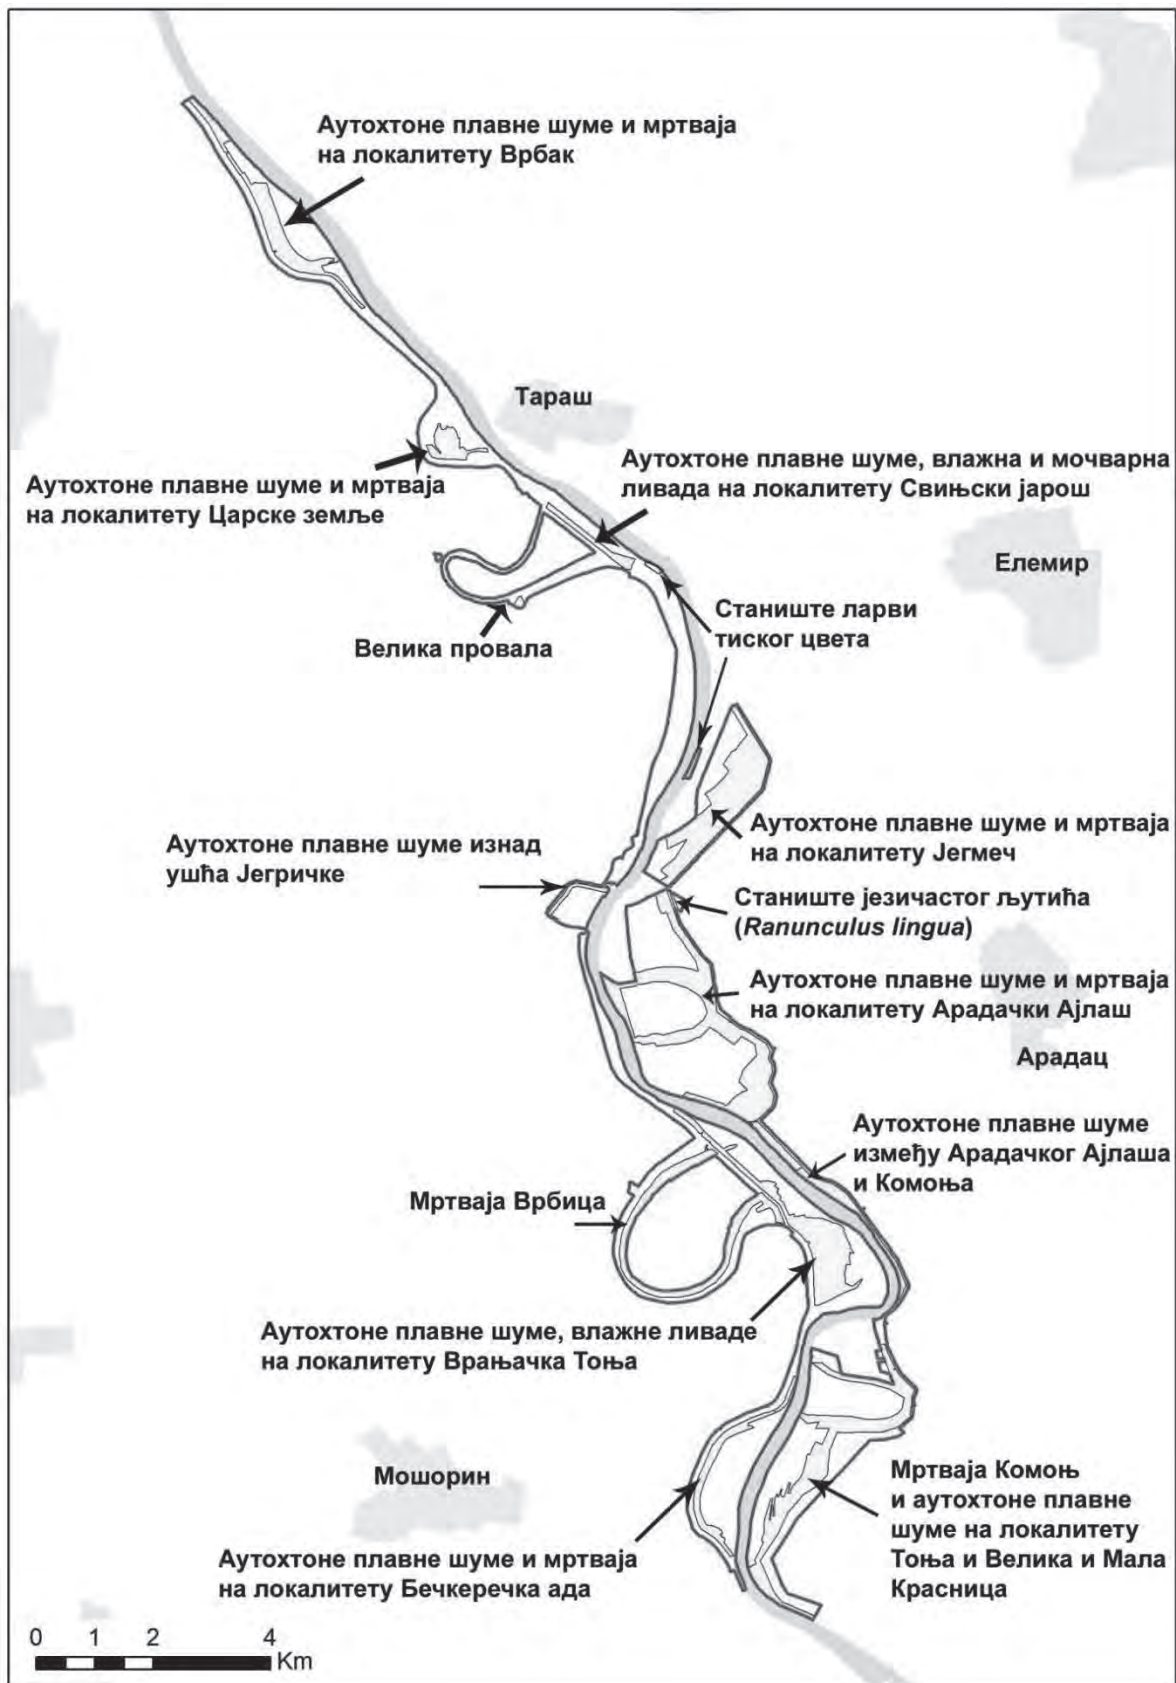 Аутохтоне плавне шуме и мртваја
на локалитету Врбак
Тараш
Аутохтоне плавне шуме и мртваја
на локалитету Царске земље
Аутохтоне плавне шуме, влажна и мочварна
ливада на локалитету Свињски јарош
Елемир
Станиште ларви
тиског цвета
Велика провала
Аутохтоне плавне шуме и мртваја
на локалитету Јегмеч
Аутохтоне плавне шуме изнад
ушћа Јегричке
Станиште језичастог љутића
(Ranunculus lingua)
Аутохтоне плавне шуме и мртваја
на локалитету Арадачки Ајлаш
Арадац
Аутохтоне плавне шуме
између Арадачког Ајлаша
и Комоња
Мртваја Врбица
Аутохтоне плавне шуме, влажне ливаде
на локалитету Врањачка Тоња
Мошорин
Мртваја Комоњ
и аутохтоне плавне
шуме на локалитету
Тоња и Велика и Мала
Красница
Аутохтоне плавне шуме и мртваја
на локалитету Бечкеречка ада
0 1 2 4
Km